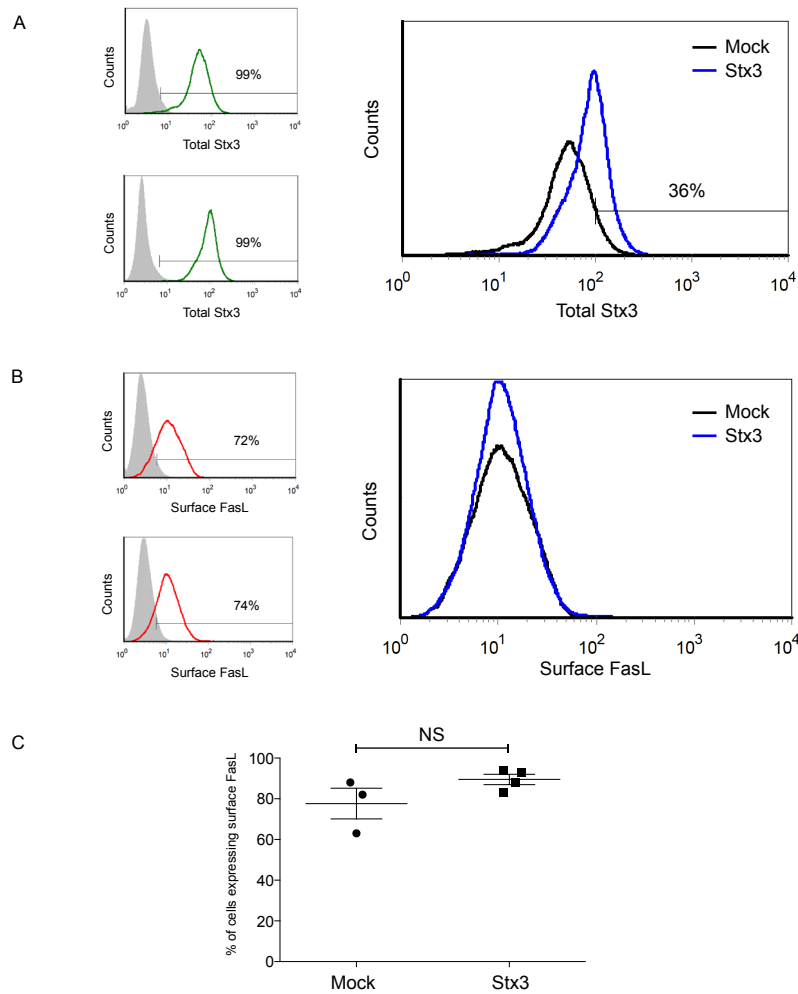 A
Counts
99%
10⁰ 10¹ 10² 10³ 10⁴
Total Stx3
Counts
99%
10⁰ 10¹ 10² 10³ 10⁴
Total Stx3
Counts
Mock
Stx3
36%
10⁰ 10¹ 10² 10³ 10⁴
Total Stx3
B
Counts
72%
10⁰ 10¹ 10² 10³ 10⁴
Surface FasL
Counts
74%
10⁰ 10¹ 10² 10³ 10⁴
Surface FasL
Counts
Mock
Stx3
10⁰ 10¹ 10² 10³ 10⁴
Surface FasL
C
NS
% of cells expressing surface FasL
100
80
60
40
20
0
Mock Stx3